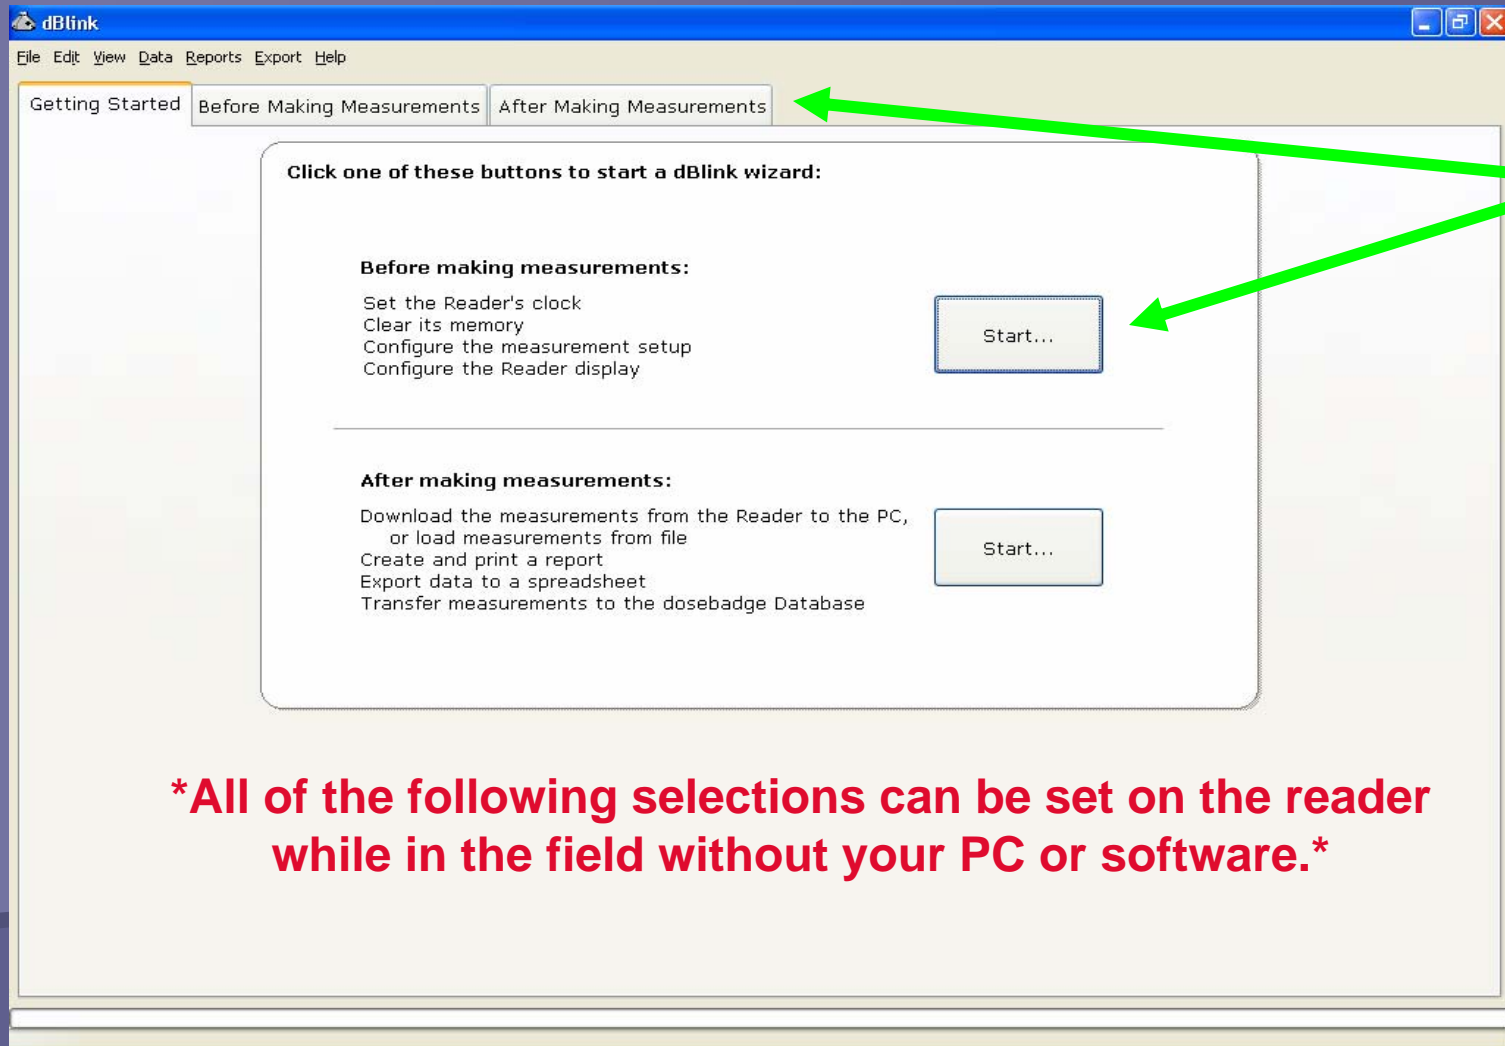 dBlink
File Edit View Data Reports Export Help
Getting Started Before Making Measurements After Making Measurements
Click one of these buttons to start a dBlink wizard:
Before making measurements:
Set the Reader's clock
Clear its memory
Configure the measurement setup
Configure the Reader display
Start...
After making measurements:
Download the measurements from the Reader to the PC,
or load measurements from file
Create and print a report
Export data to a spreadsheet
Transfer measurements to the dosebadge Database
Start...
*All of the following selections can be set on the reader
while in the field without your PC or software.*